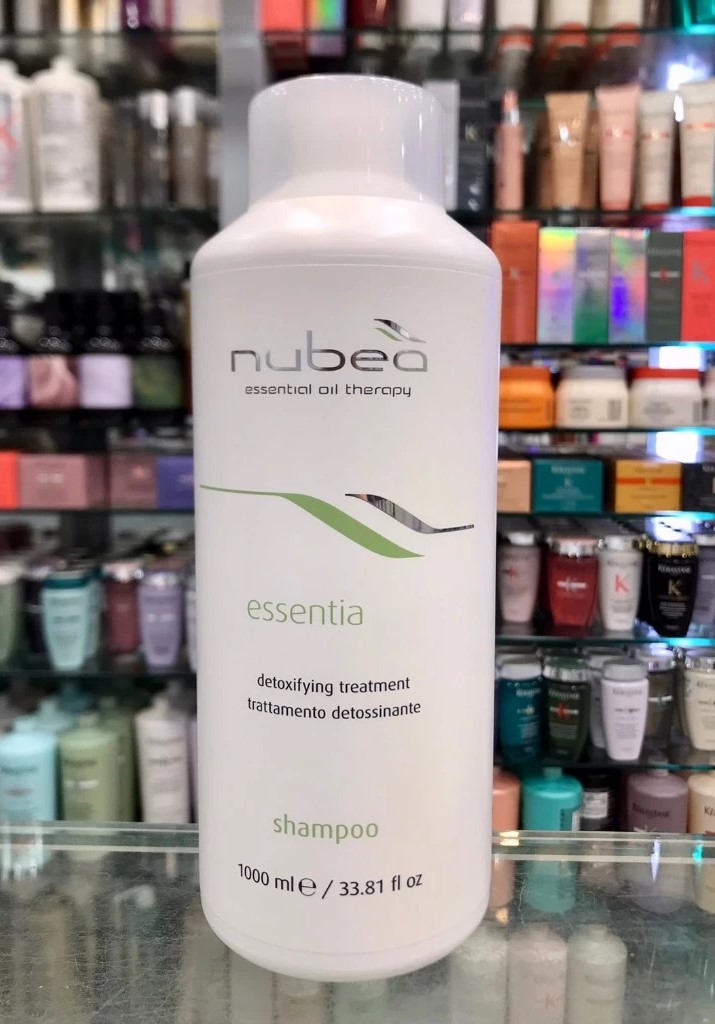 nubea
essential oil therapy
essentia
detoxifying treatment
trattamento detossinante
shampoo
1000 ml ℮ / 33.81 fl oz